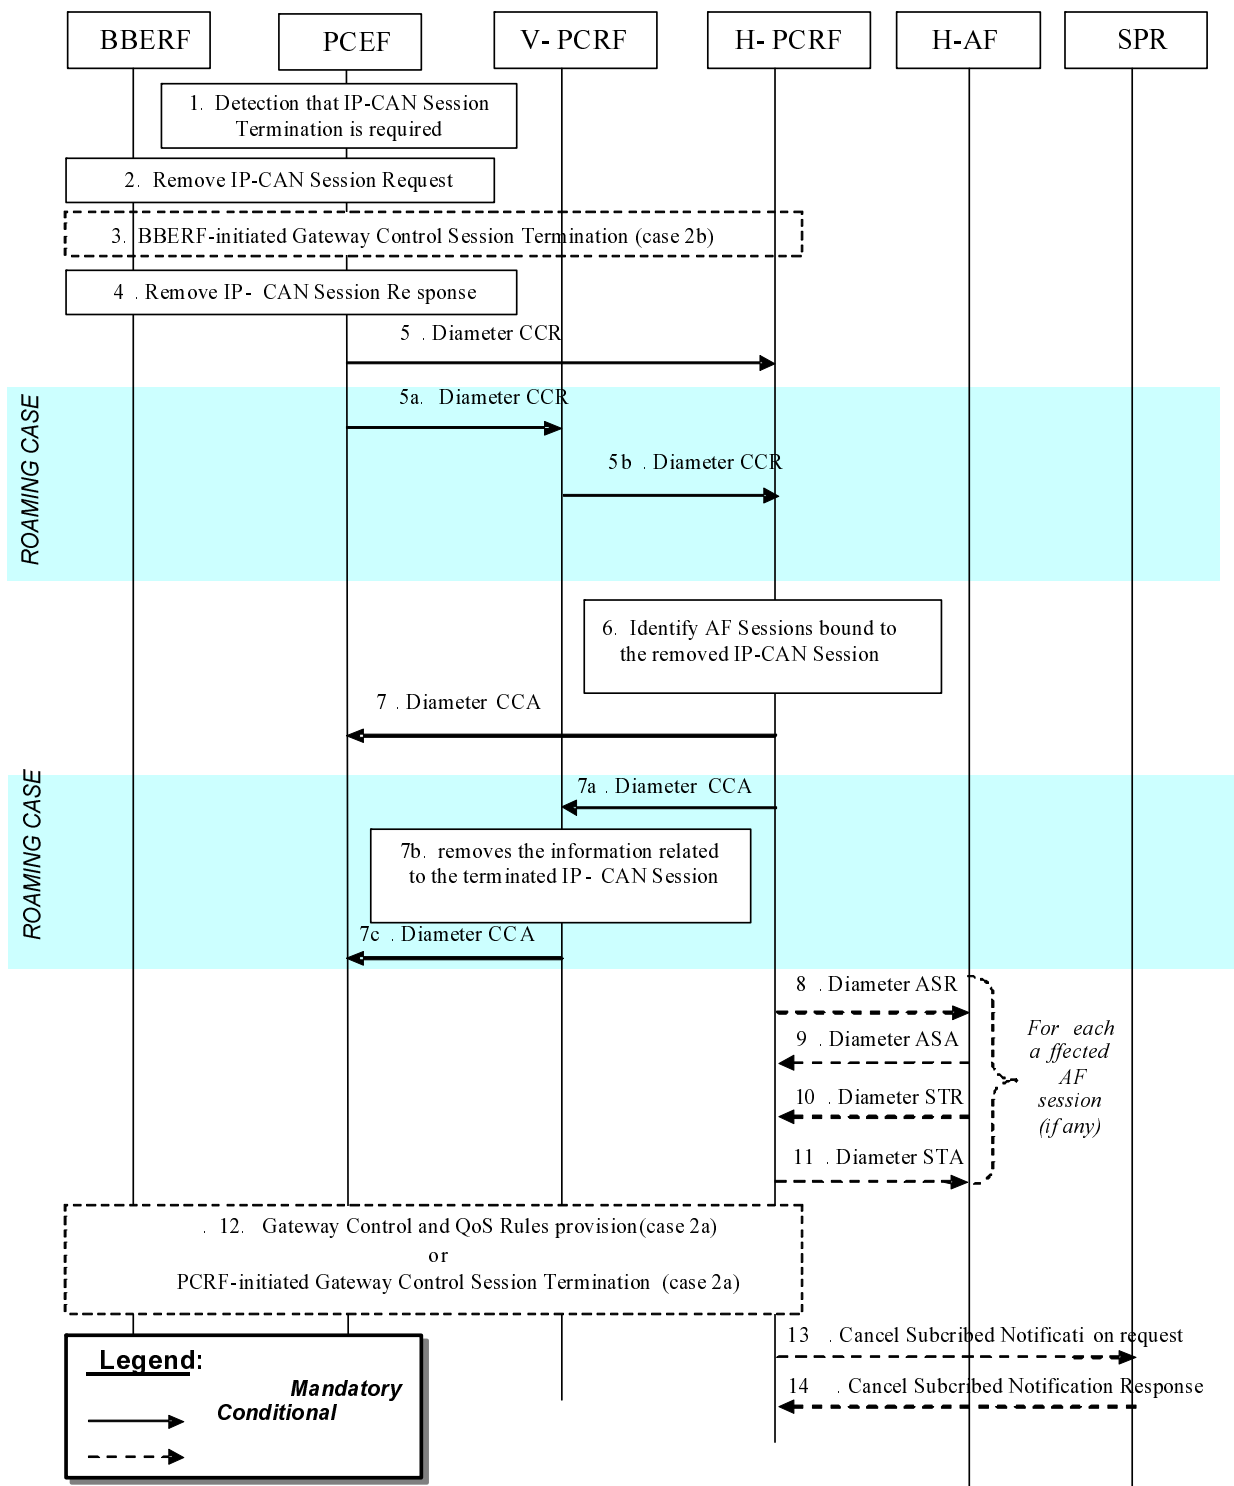 BBERF
PCEF
V- PCRF
H- PCRF
H-AF
SPR
1. Detection that IP-CAN Session
Termination is required
2. Remove IP-CAN Session Request
3. BBERF-initiated Gateway Control Session Termination (case 2b)
4 . Remove IP - CAN Session Re sponse
5 . Diameter CCR
ROAMING CASE
5a. Diameter CCR
5b . Diameter CCR
6. Identify AF Sessions bound to
the removed IP-CAN Session
7 . Diameter CCA
ROAMING CASE
7a . Diameter CCA
7b. removes the information related
to the terminated IP - CAN Session
7c . Diameter CCA
8 . Diameter ASR
9 . Diameter ASA
10 . Diameter STR
11 . Diameter STA
For each
a ffected
AF
session
(if any)
. 12. Gateway Control and QoS Rules provision(case 2a)
or
PCRF-initiated Gateway Control Session Termination (case 2a)
13 . Cancel Subcribed Notificati on request
14 . Cancel Subcribed Notification Response
Legend:
Mandatory
Conditional